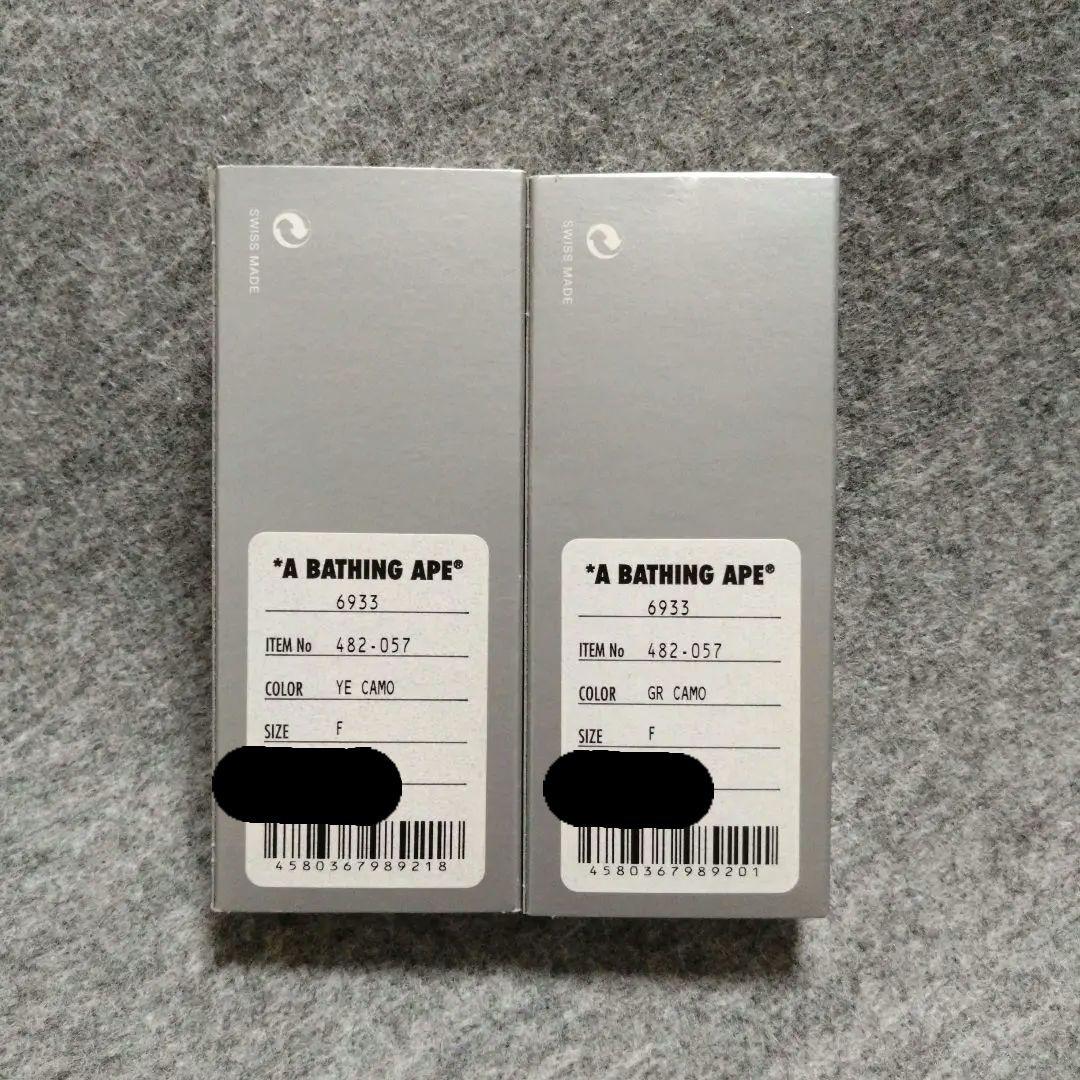 SWISS MADE
*A BATHING APE®
6933
ITEM No 482-057
COLOR YE CAMO
SIZE F
4580367989218
SWISS MADE
*A BATHING APE®
6933
ITEM No 482-057
COLOR GR CAMO
SIZE F
4580367989201